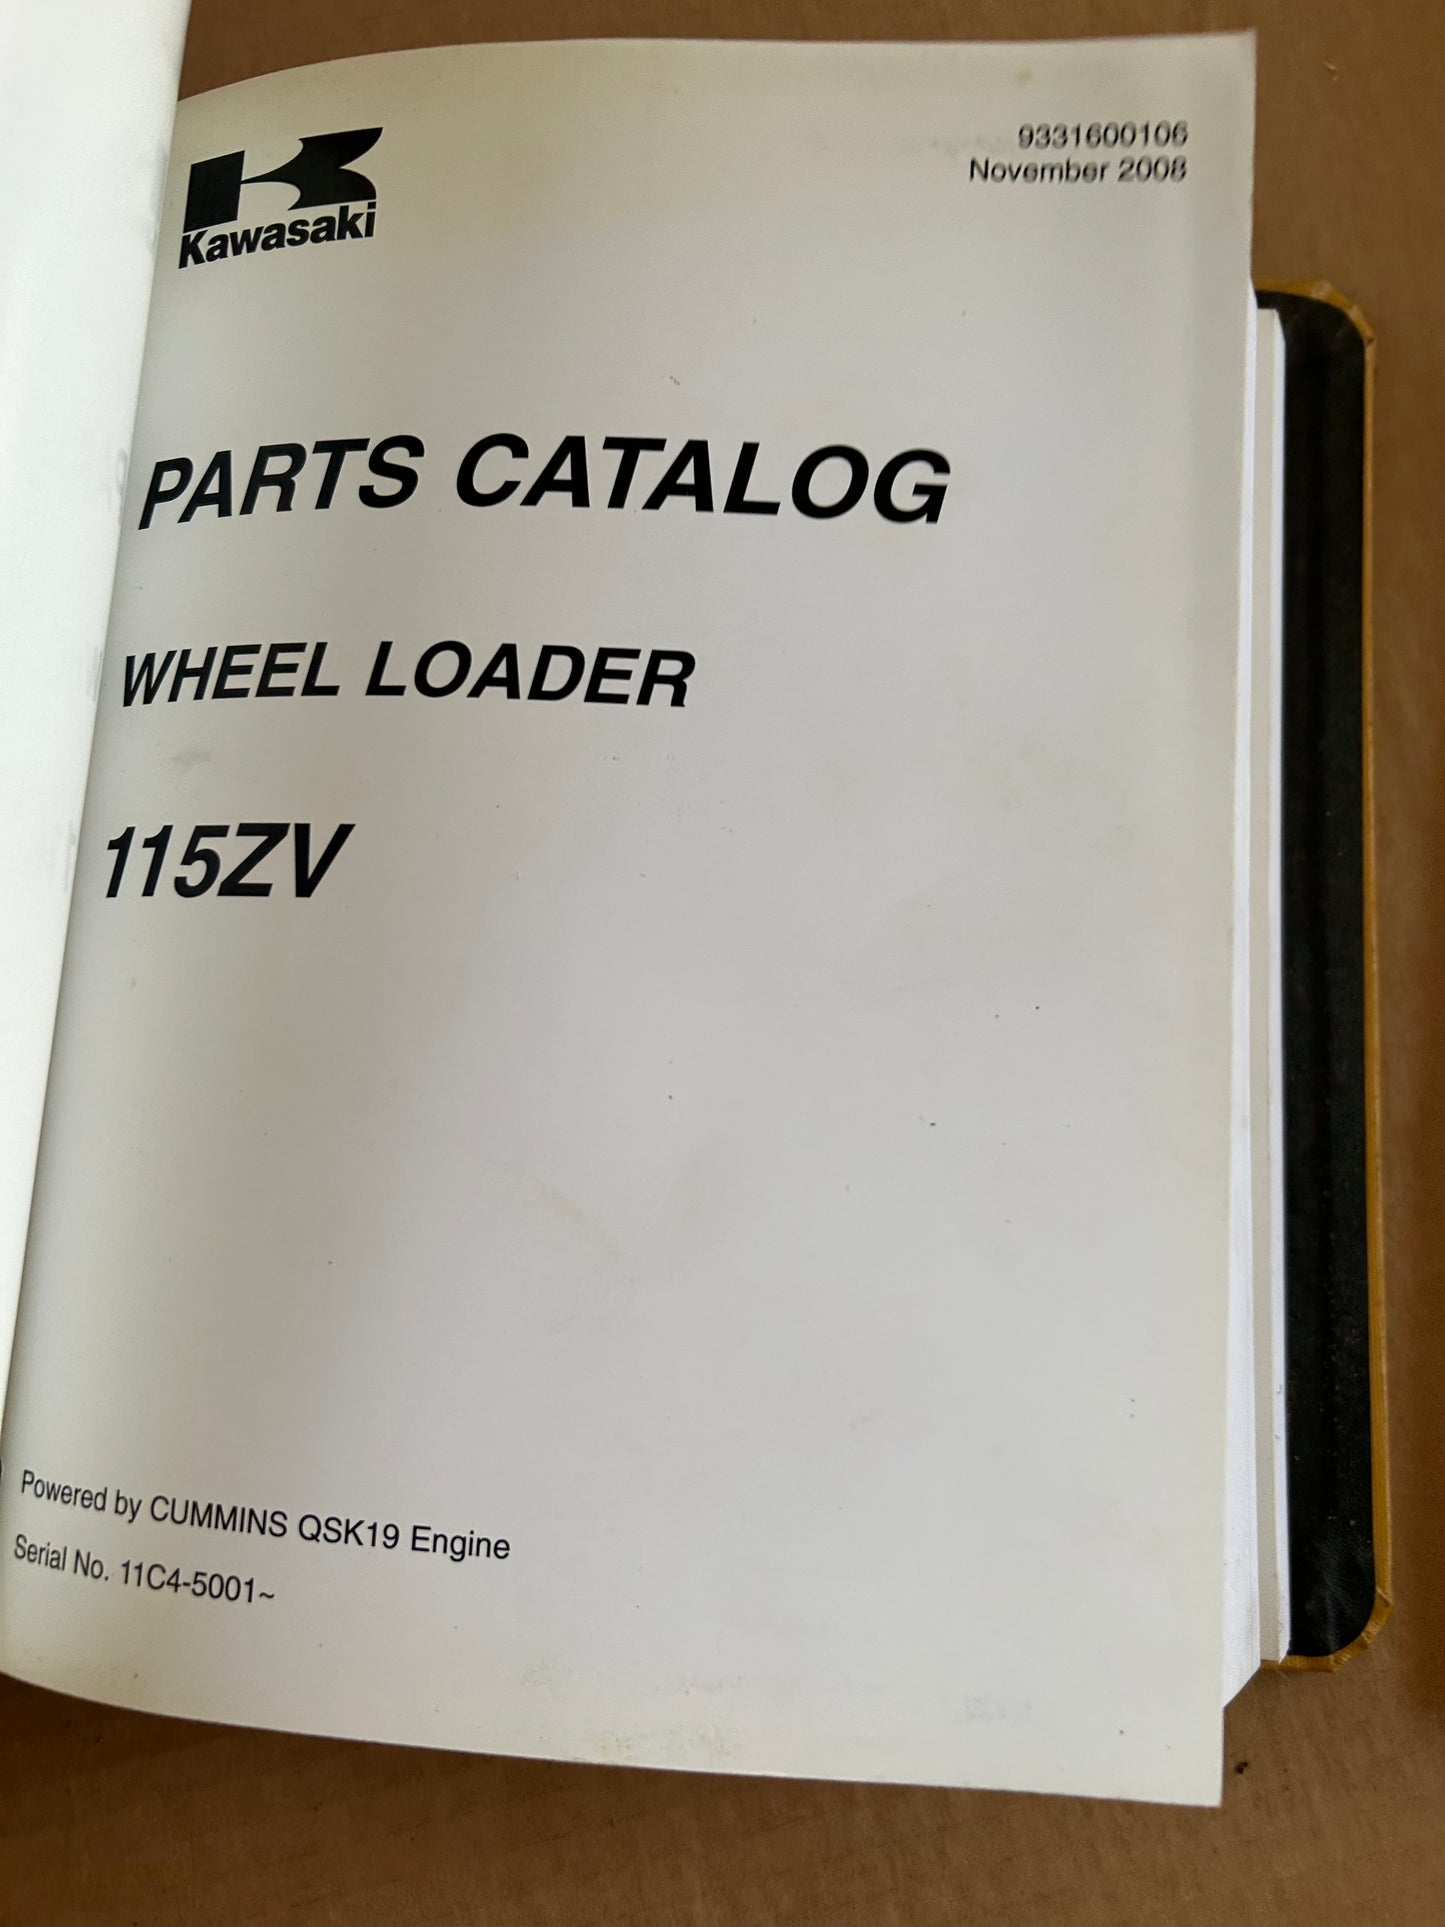 9331600106
November 2008
Kawasaki
PARTS CATALOG
WHEEL LOADER
115ZV
Powered by CUMMINS QSK19 Engine
Serial No. 11C4-5001~